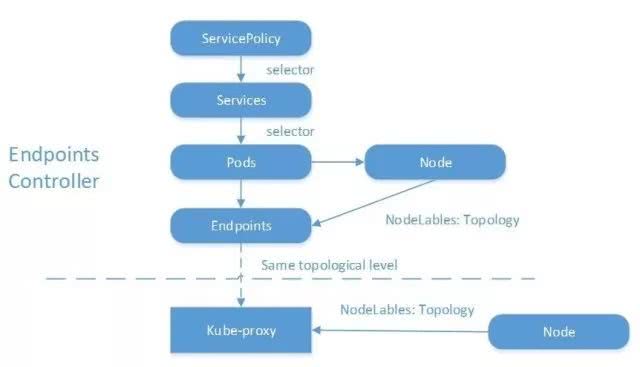 ServicePolicy
selector
Services
selector
Endpoints
Controller
Pods
Node
Endpoints
NodeLables: Topology
Same topological level
NodeLables: Topology
Kube-proxy
Node